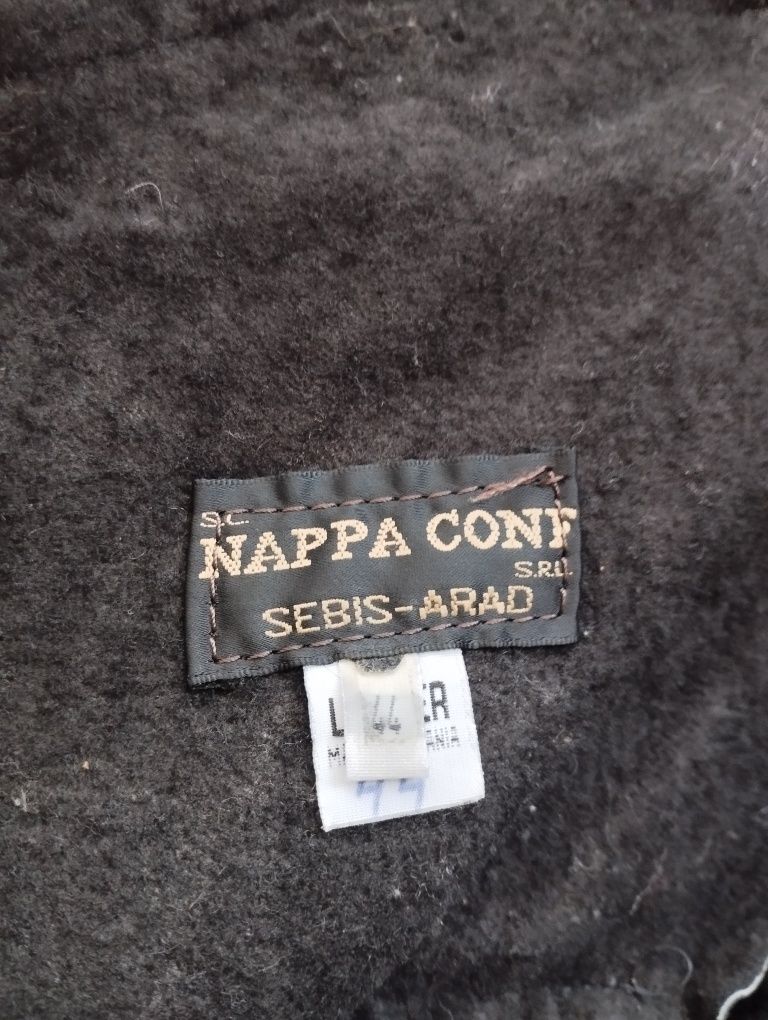 S.C.
NAPPA CONF
S.R.L.
SEBIS-ARAD
44
44